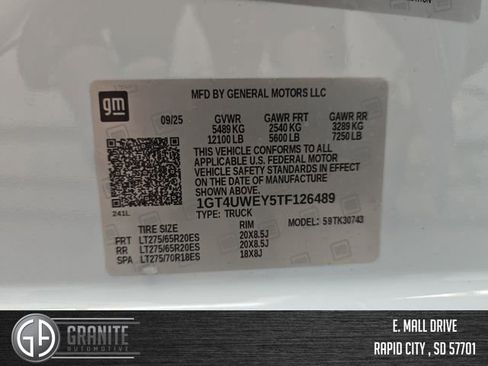 gm
MFD BY GENERAL MOTORS LLC
09/25 GVWR GAWR FRT GAWR RR
5489 KG 2540 KG 3289 KG
12100 LB 5600 LB 7250 LB
THIS VEHICLE CONFORMS TO ALL
APPLICABLE U.S. FEDERAL MOTOR
VEHICLE SAFETY STANDARDS IN
EFFECT ON THE DATE OF
MANUFACTURE SHOWN ABOVE.
1GT4UWEY5TF126489
241L
TYPE: TRUCK MODEL: 59TK30743
TIRE SIZE RIM
FRT LT275/65R20ES 20X8.5J
RR LT275/65R20ES 20X8.5J
SPA LT275/70R18ES 18X8J
GA GRANITE
AUTOMOTIVE
E. MALL DRIVE
RAPID CITY , SD 57701